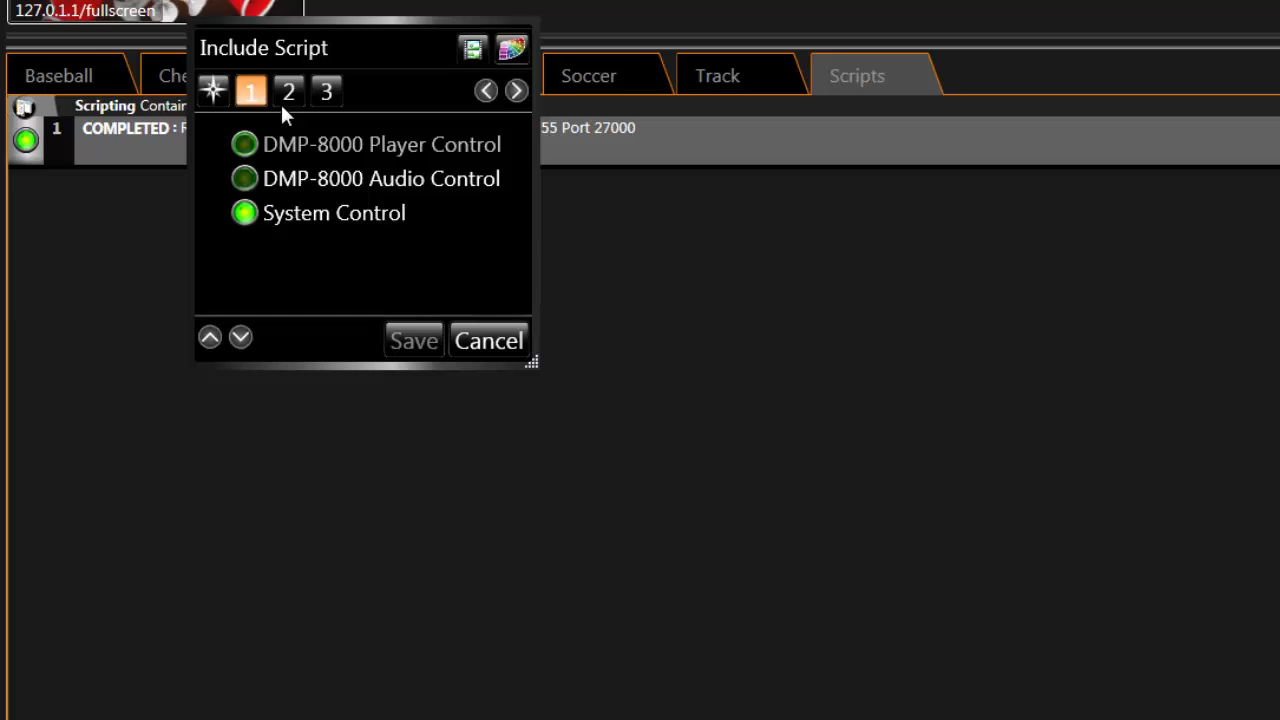 127.0.1.1/fullscreen
Include Script
1 2 3
Baseball
Soccer
Track
Scripts
Scripting
1 COMPLETED :
55 Port 27000
DMP-8000 Player Control
DMP-8000 Audio Control
System Control
Save Cancel